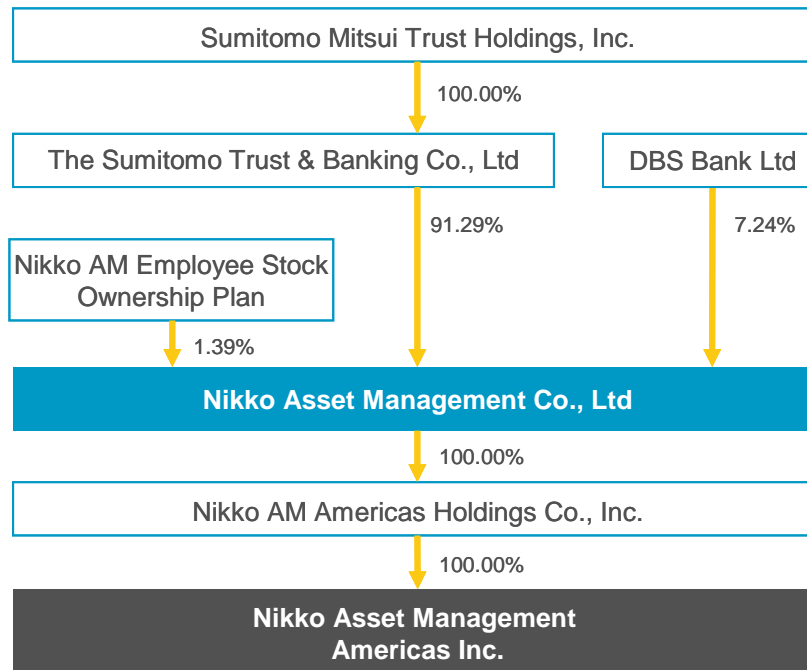 Sumitomo Mitsui Trust Holdings, Inc.
100.00%
The Sumitomo Trust & Banking Co., Ltd
DBS Bank Ltd
91.29%
7.24%
Nikko AM Employee Stock
Ownership Plan
1.39%
Nikko Asset Management Co., Ltd
100.00%
Nikko AM Americas Holdings Co., Inc.
100.00%
Nikko Asset Management
Americas Inc.